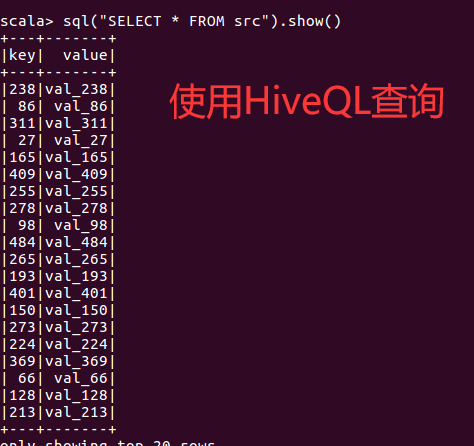 scala> sql("SELECT * FROM src").show()
+---+-------+
|key|  value|
+---+-------+
|238|val_238|
| 86| val_86|
|311|val_311|
| 27| val_27|
|165|val_165|
|409|val_409|
|255|val_255|
|278|val_278|
| 98| val_98|
|484|val_484|
|265|val_265|
|193|val_193|
|401|val_401|
|150|val_150|
|273|val_273|
|224|val_224|
|369|val_369|
| 66| val_66|
|128|val_128|
|213|val_213|
+---+-------+
only showing top 20 rows
使用HiveQL查询